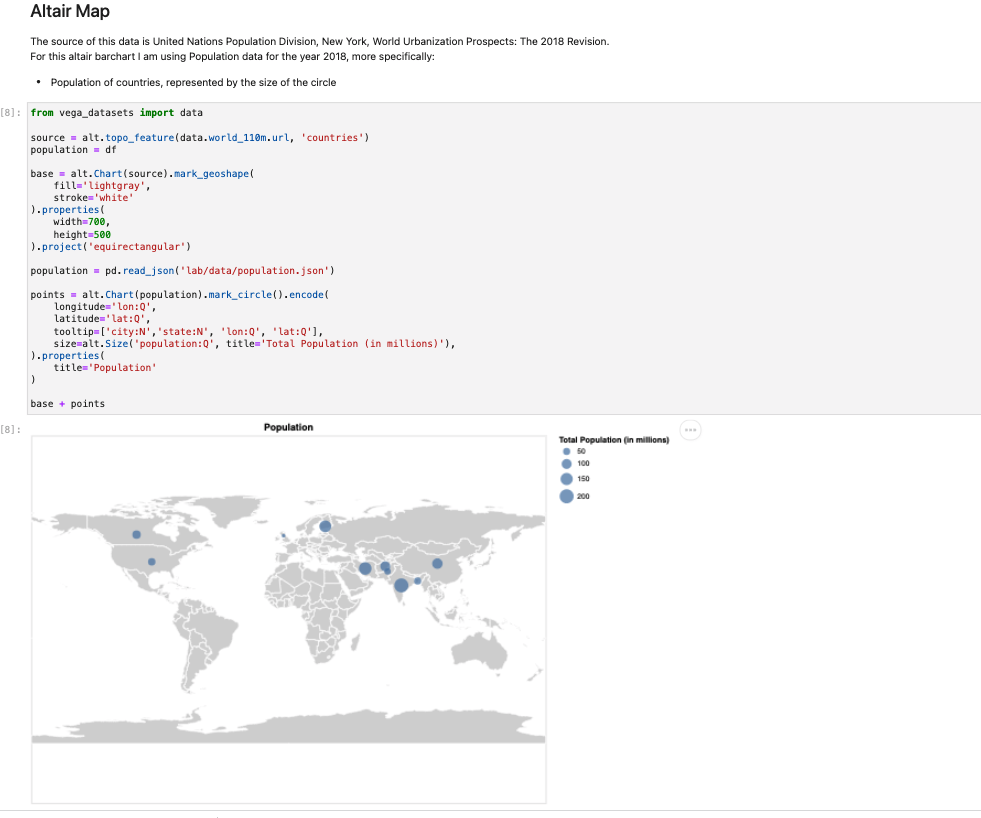 Altair Map
The source of this data is United Nations Population Division, New York, World Urbanization Prospects: The 2018 Revision.
For this altair barchart I am using Population data for the year 2018, more specifically:
• Population of countries, represented by the size of the circle
[8]:
from vega_datasets import data
source = alt.topo_feature(data.world_110m.url, 'countries')
population = df
base = alt.Chart(source).mark_geoshape(
    fill='lightgray',
    stroke='white'
).properties(
    width=700,
    height=500
).project('equirectangular')
population = pd.read_json('lab/data/population.json')
points = alt.Chart(population).mark_circle().encode(
    longitude='lon:Q',
    latitude='lat:Q',
    tooltip=['city:N','state:N', 'lon:Q', 'lat:Q'],
    size=alt.Size('population:Q', title='Total Population (in millions)'),
).properties(
    title='Population'
)
base + points
[8]:
Population
Total Population (in millions)
50
100
150
200